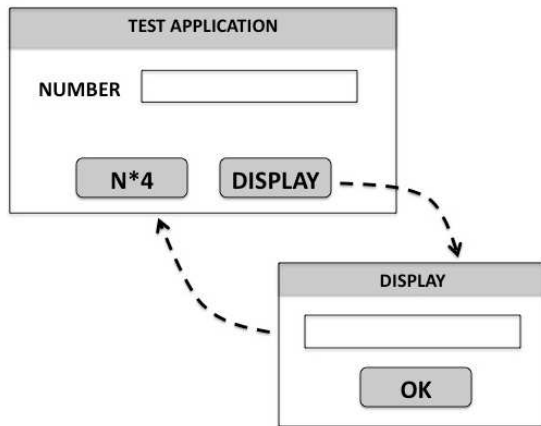 TEST APPLICATION
NUMBER
N*4 DISPLAY
DISPLAY
OK